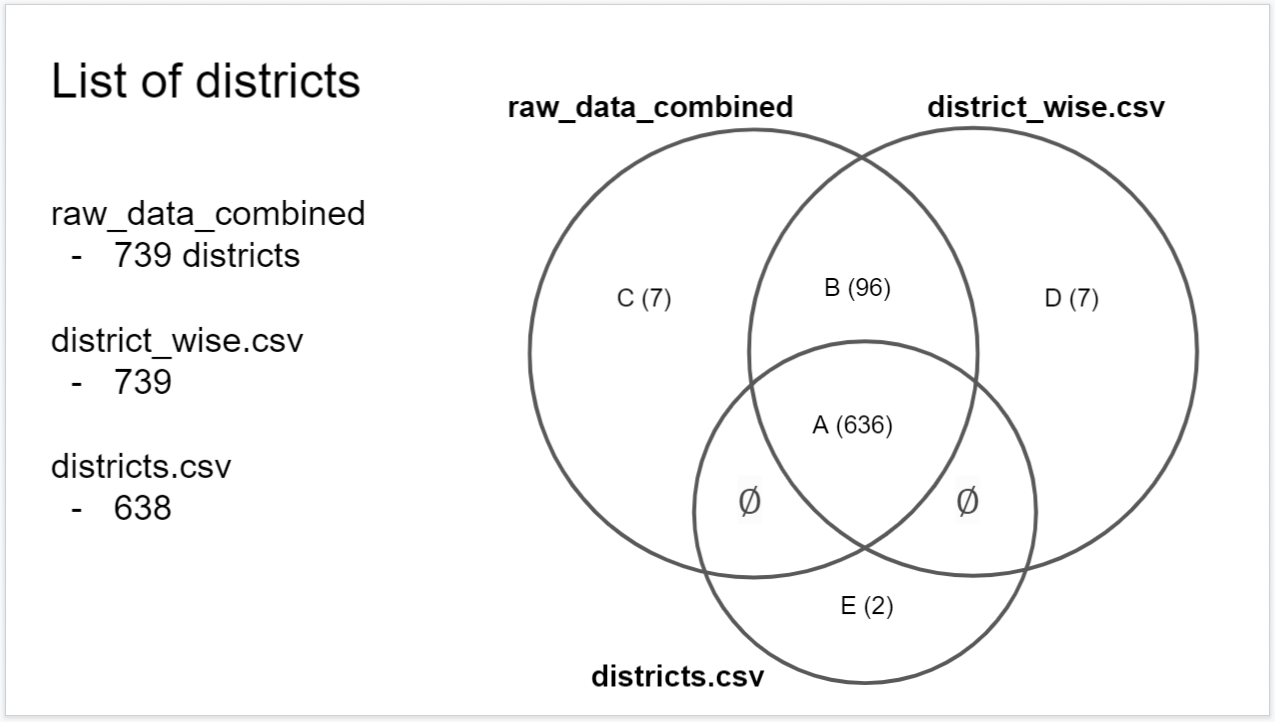 List of districts
raw_data_combined
- 739 districts
district_wise.csv
- 739
districts.csv
- 638
raw_data_combined
district_wise.csv
C (7)
B (96)
D (7)
A (636)
∅
∅
E (2)
districts.csv